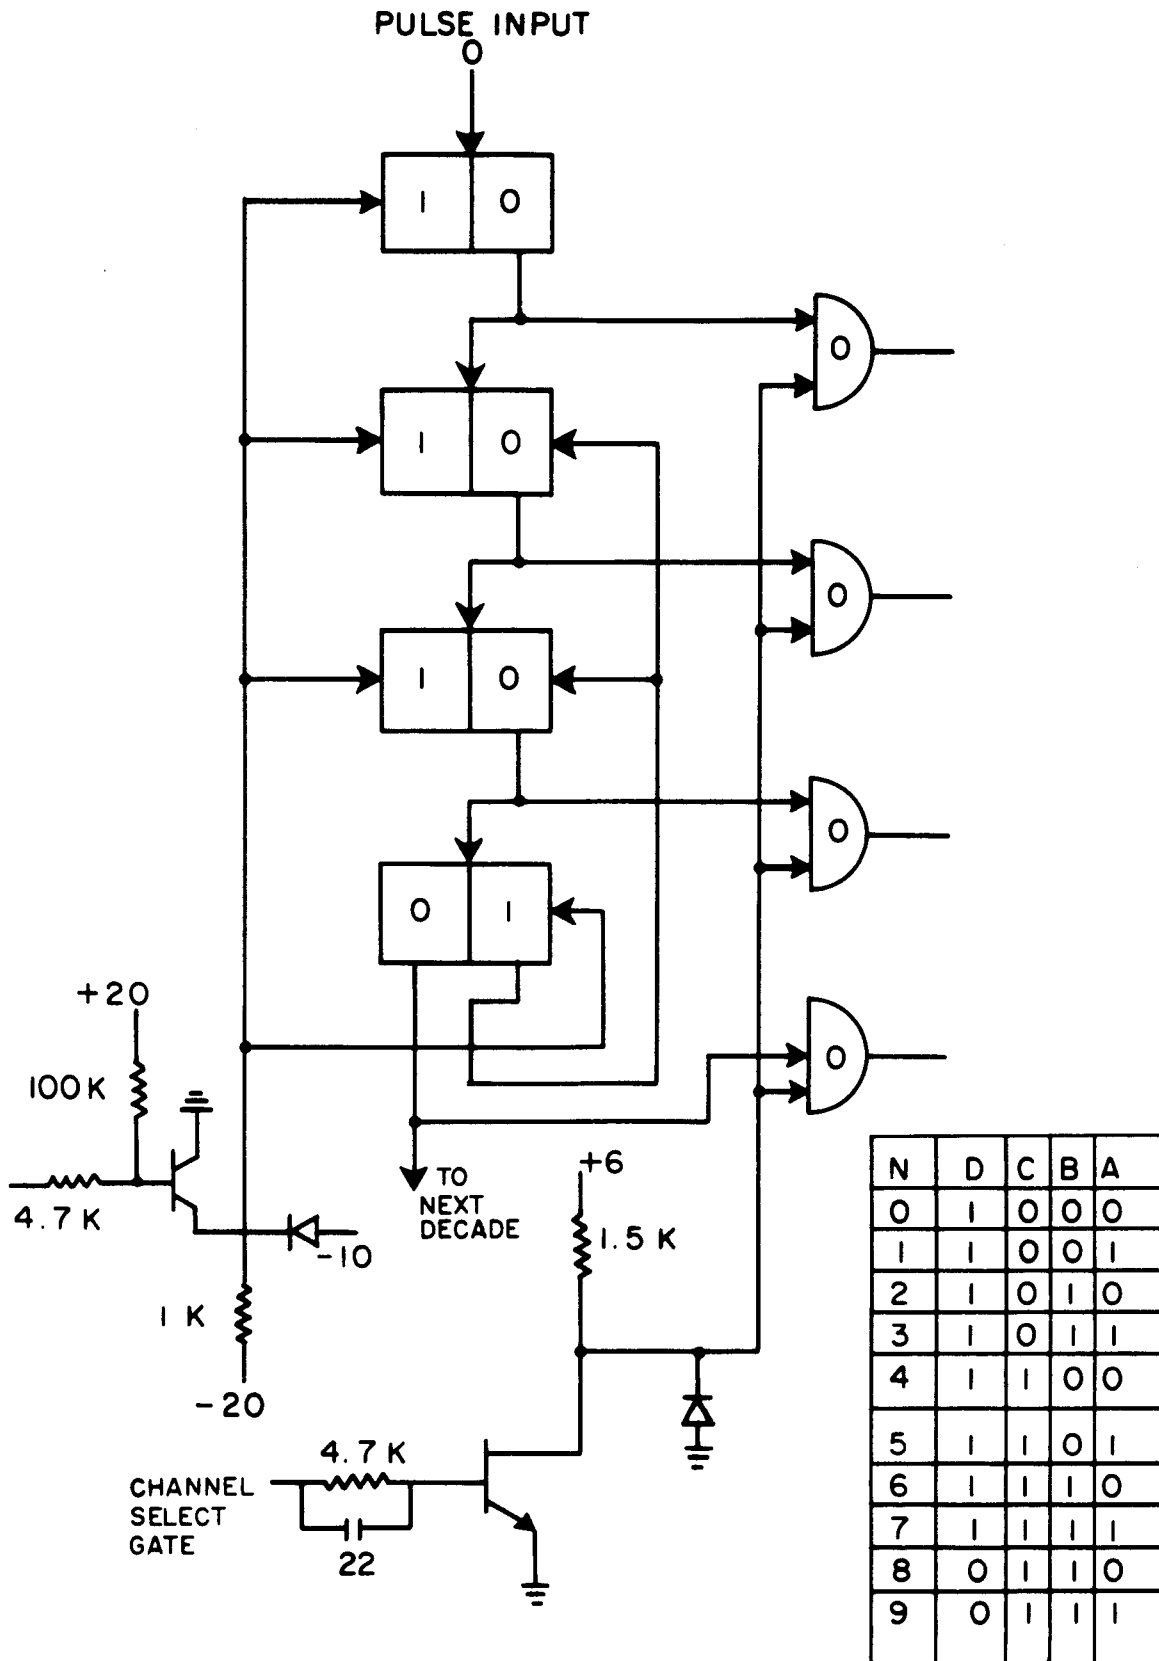 PULSE INPUT
0
1 0
0
1 0
0
1 0
0
0 1
0
+20
100 K
4.7 K
-10
1 K
-20
TO
NEXT
DECADE
+6
1.5 K
4.7 K
CHANNEL
SELECT
GATE
22
N D C B A
0 1 0 0 0
1 1 0 0 1
2 1 0 1 0
3 1 0 1 1
4 1 1 0 0
5 1 1 0 1
6 1 1 1 0
7 1 1 1 1
8 0 1 1 0
9 0 1 1 1